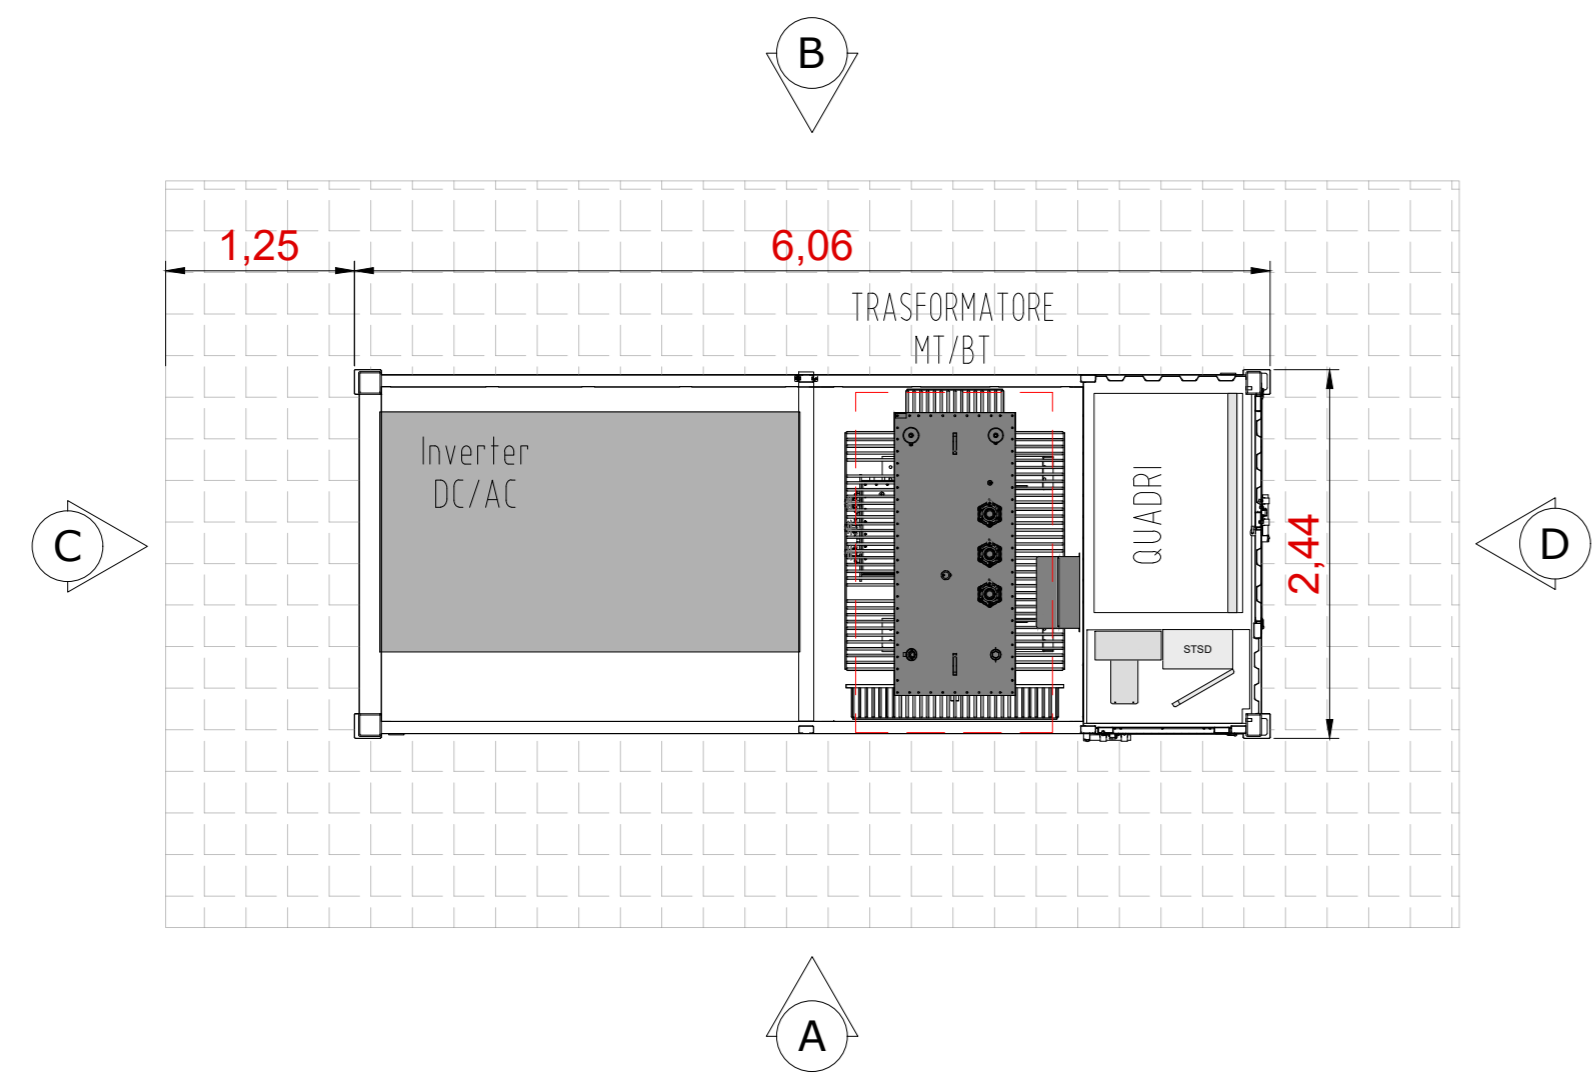 B
1,25
6,06
TRASFORMATORE
MT/BT
Inverter
DC/AC
QUADRI
2,44
C
D
STSD
A